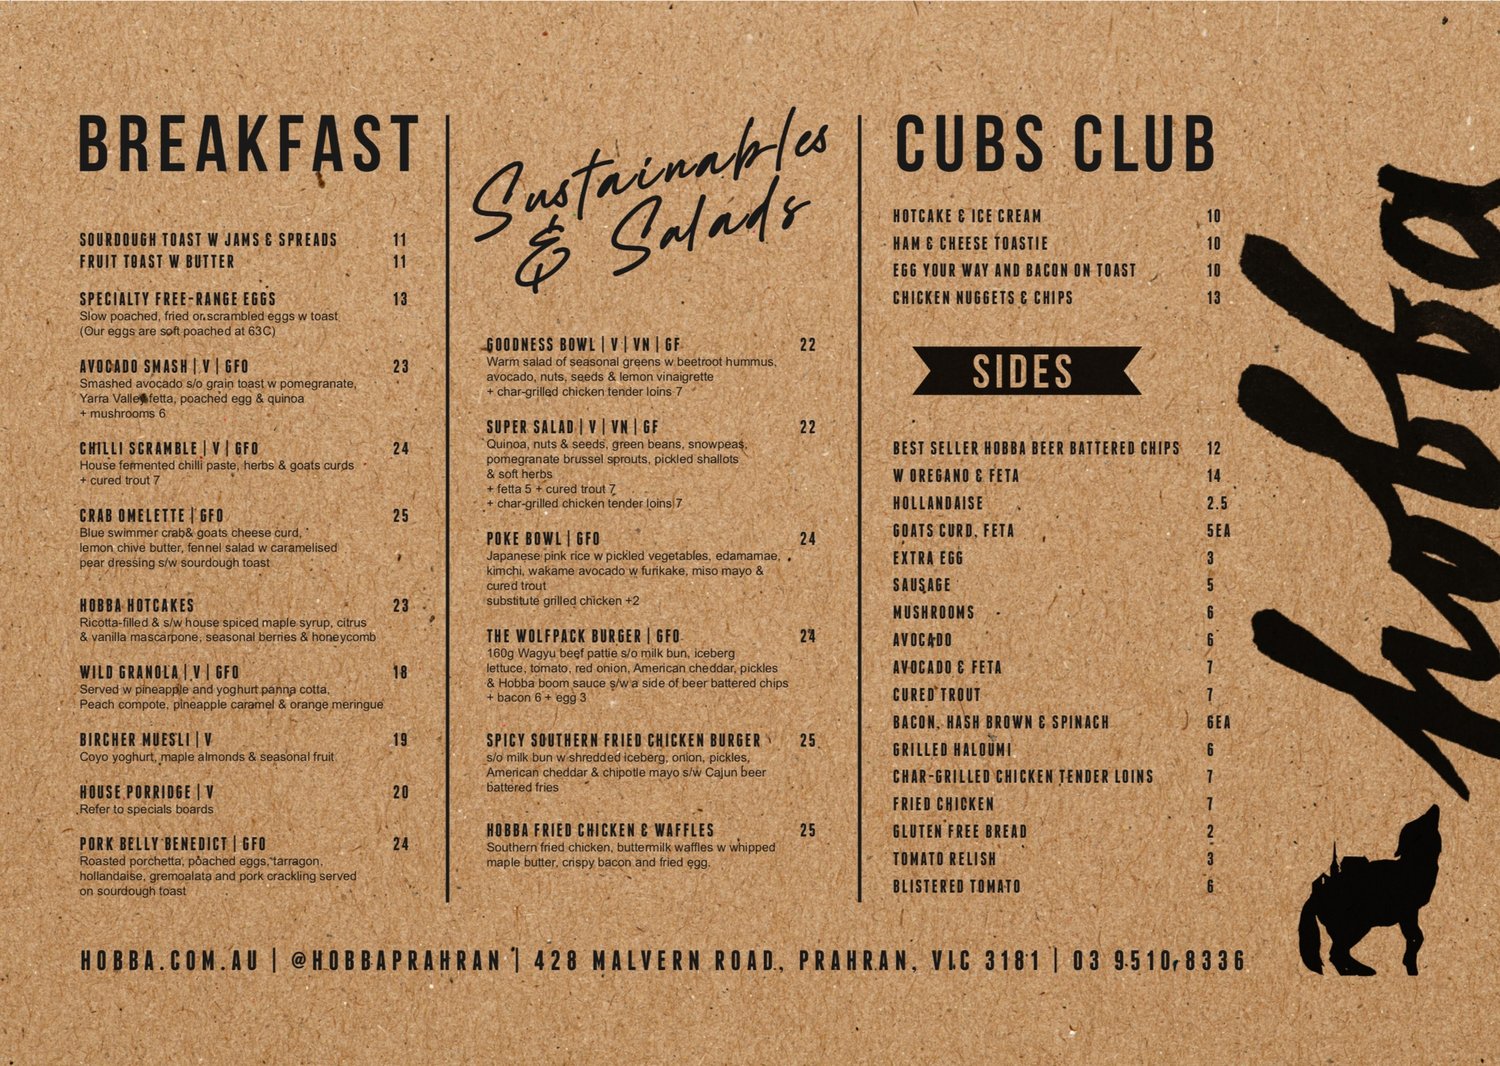 BREAKFAST
SOURDOUGH TOAST W JAMS & SPREADS 11
FRUIT TOAST W BUTTER 11
SPECIALTY FREE-RANGE EGGS 13
Slow poached, fried or scrambled eggs w toast
(Our eggs are soft poached at 63C)
AVOCADO SMASH | V | GFO 23
Smashed avocado s/o grain toast w pomegranate,
Yarra Valley fetta, poached egg & quinoa
+ mushrooms 6
CHILLI SCRAMBLE | V | GFO 24
House fermented chilli paste, herbs & goats curds
+ cured trout 7
CRAB OMELETTE | GFO 25
Blue swimmer crab& goats cheese curd,
lemon chive butter, fennel salad w caramelised
pear dressing s/w sourdough toast
HOBBA HOTCAKES 23
Ricotta-filled & s/w house spiced maple syrup, citrus
& vanilla mascarpone, seasonal berries & honeycomb
WILD GRANOLA | V | GFO 18
Served w pineapple and yoghurt panna cotta,
Peach compote, pineapple caramel & orange meringue
BIRCHER MUESLI | V 19
Coyo yoghurt, maple almonds & seasonal fruit
HOUSE PORRIDGE | V 20
Refer to specials boards
PORK BELLY BENEDICT | GFO 24
Roasted porchetta, poached eggs, tarragon,
hollandaise, gremoalata and pork crackling served
on sourdough toast
Sustainables
& Salads
GOODNESS BOWL | V | VN | GF 22
Warm salad of seasonal greens w beetroot hummus,
avocado, nuts, seeds & lemon vinaigrette
+ char-grilled chicken tender loins 7
SUPER SALAD | V | VN | GF 22
Quinoa, nuts & seeds, green beans, snowpeas,
pomegranate brussel sprouts, pickled shallots
& soft herbs
+ fetta 5 + cured trout 7
+ char-grilled chicken tender loins 7
POKE BOWL | GFO 24
Japanese pink rice w pickled vegetables, edamamae,
kimchi, wakame avocado w furikake, miso mayo &
cured trout
substitute grilled chicken +2
THE WOLFPACK BURGER | GFO 24
160g Wagyu beef pattie s/o milk bun, iceberg
lettuce, tomato, red onion, American cheddar, pickles
& Hobba boom sauce s/w a side of beer battered chips
+ bacon 6 + egg 3
SPICY SOUTHERN FRIED CHICKEN BURGER 25
s/o milk bun w shredded iceberg, onion, pickles,
American cheddar & chipotle mayo s/w Cajun beer
battered fries
HOBBA FRIED CHICKEN & WAFFLES 25
Southern fried chicken, buttermilk waffles w whipped
maple butter, crispy bacon and fried egg.
CUBS CLUB
HOTCAKE & ICE CREAM 10
HAM & CHEESE TOASTIE 10
EGG YOUR WAY AND BACON ON TOAST 10
CHICKEN NUGGETS & CHIPS 13
SIDES
BEST SELLER HOBBA BEER BATTERED CHIPS 12
W OREGANO & FETA 14
HOLLANDAISE 2.5
GOATS CURD, FETA 5EA
EXTRA EGG 3
SAUSAGE 5
MUSHROOMS 6
AVOCADO 6
AVOCADO & FETA 7
CURED TROUT 7
BACON, HASH BROWN & SPINACH 6EA
GRILLED HALOUMI 6
CHAR-GRILLED CHICKEN TENDER LOINS 7
FRIED CHICKEN 7
GLUTEN FREE BREAD 2
TOMATO RELISH 3
BLISTERED TOMATO 6
hobba
HOBBA.COM.AU | @HOBBAPRAHRAN | 428 MALVERN ROAD, PRAHRAN, VIC 3181 | 03 9510 8336